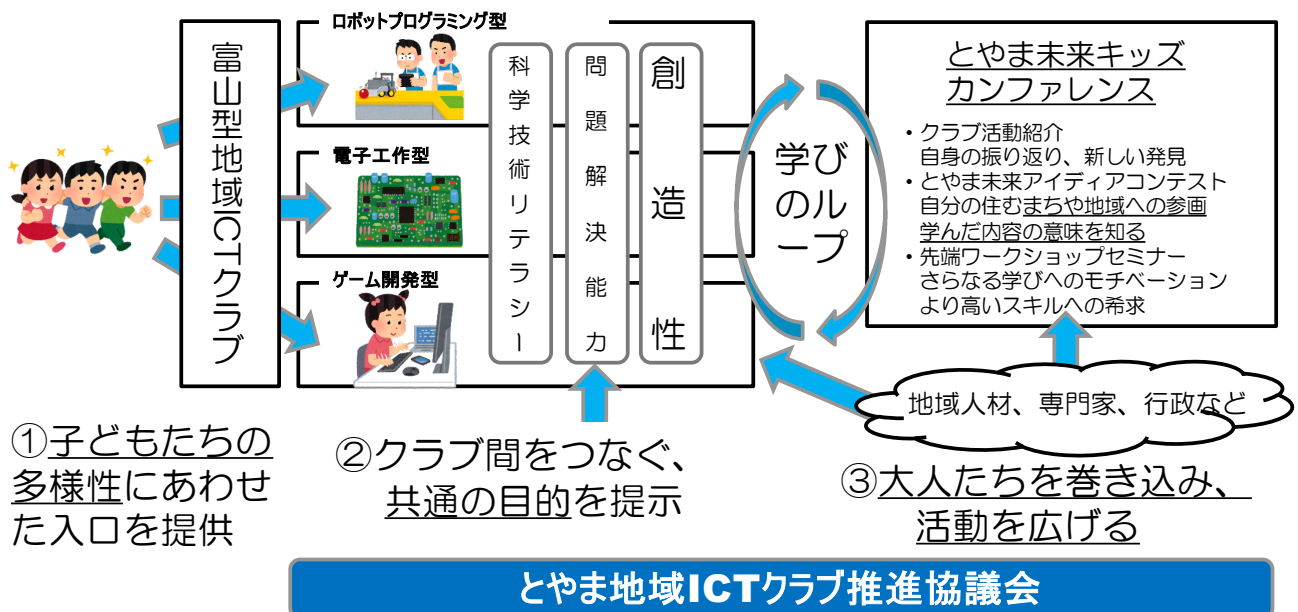 富山型地域ICTクラブ
ロボットプログラミング型
電子工作型
ゲーム開発型
科学技術リテラシー
問題解決能力
創造性
学び
のル
ープ
とやま未来キッズ
カンファレンス
・クラブ活動紹介
自身の振り返り、新しい発見
・とやま未来アイディアコンテスト
自分の住むまちや地域への参画
学んだ内容の意味を知る
・先端ワークショップセミナー
さらなる学びへのモチベーション
より高いスキルへの希求
地域人材、専門家、行政など
①子どもたちの
多様性にあわせ
た入口を提供
②クラブ間をつなぐ、
共通の目的を提示
③大人たちを巻き込み、
活動を広げる
とやま地域ICTクラブ推進協議会